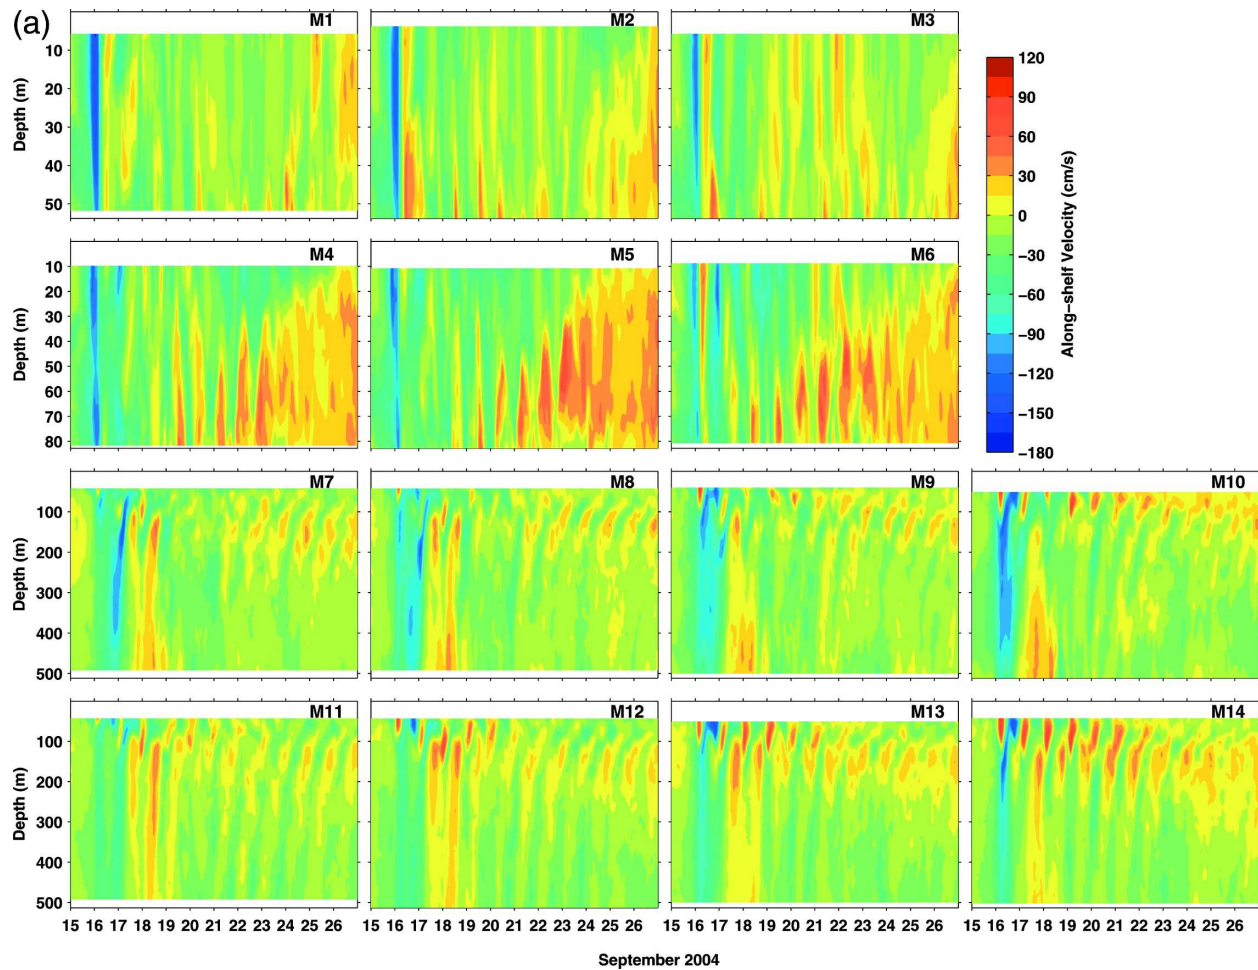 (a)
M1 M2 M3
Depth (m)
10
20
30
40
50
120
90
60
30
0
−30
−60
−90
−120
−150
−180
Along−shelf Velocity (cm/s)
M4 M5 M6
Depth (m)
10
20
30
40
50
60
70
80
M7 M8 M9 M10
Depth (m)
100
200
300
400
500
M11 M12 M13 M14
Depth (m)
100
200
300
400
500
15 16 17 18 19 20 21 22 23 24 25 26 15 16 17 18 19 20 21 22 23 24 25 26 15 16 17 18 19 20 21 22 23 24 25 26 15 16 17 18 19 20 21 22 23 24 25 26
September 2004